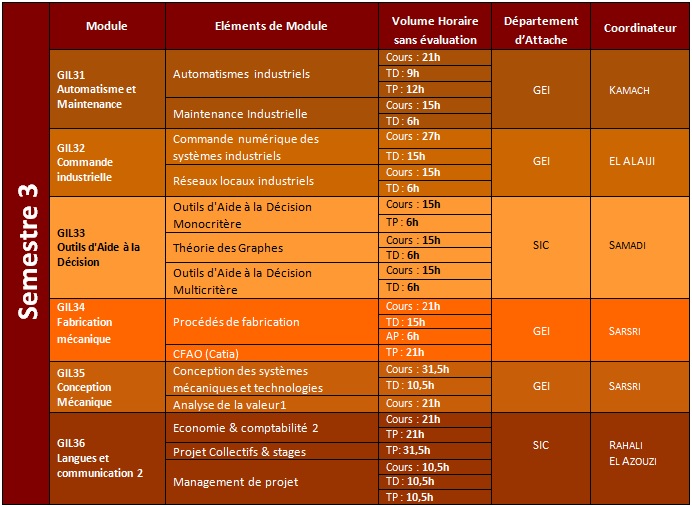 Semestre 3
Module
Eléments de Module
Volume Horaire
sans évaluation
Département
d'Attache
Coordinateur
GIL31
Automatisme et
Maintenance
Automatismes industriels
Cours : 21h
TD : 9h
TP : 12h
Maintenance Industrielle
Cours : 15h
TD : 6h
GEI
KAMACH
GIL32
Commande
industrielle
Commande numérique des
systèmes industriels
Cours : 27h
TD : 15h
Réseaux locaux industriels
Cours : 15h
TD : 6h
GEI
EL ALAIJI
GIL33
Outils d'Aide à la
Décision
Outils d'Aide à la Décision
Monocritère
Cours : 15h
TP : 6h
Théorie des Graphes
Cours : 15h
TD : 6h
Outils d'Aide à la Décision
Multicritère
Cours : 15h
TD : 6h
SIC
SAMADI
GIL34
Fabrication
mécanique
Procédés de fabrication
Cours : 21h
TD : 15h
AP : 6h
CFAO (Catia)
TP : 21h
GEI
SARSRI
GIL35
Conception
Mécanique
Conception des systèmes
mécaniques et technologies
Cours : 31,5h
TD : 10,5h
Analyse de la valeur1
Cours : 21h
GEI
SARSRI
GIL36
Langues et
communication 2
Economie & comptabilité 2
Cours : 21h
TP : 21h
Projet Collectifs & stages
TP: 31,5h
Management de projet
Cours : 10,5h
TD : 10,5h
TP : 10,5h
SIC
RAHALI
EL AZOUZI